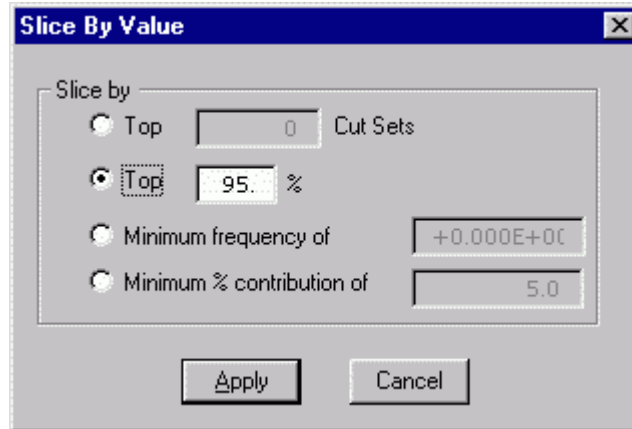 Slice By Value
Slice by
Top 0 Cut Sets
Top 95. %
Minimum frequency of +0.000E+00
Minimum % contribution of 5.0
Apply Cancel